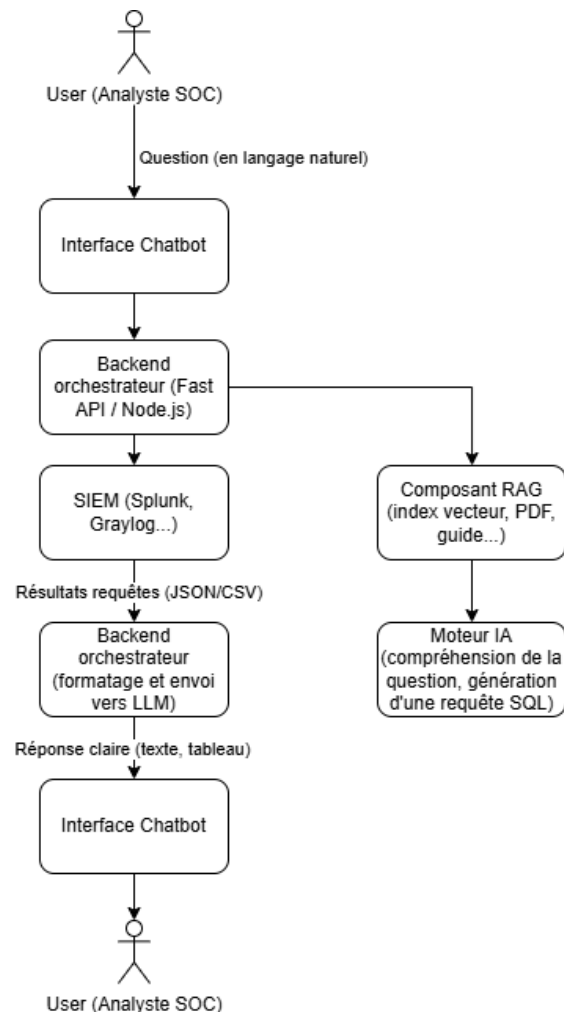 User (Analyste SOC)
Question (en langage naturel)
Interface Chatbot
Backend
orchestrateur (Fast
API / Node.js)
SIEM (Splunk,
Graylog...)
Composant RAG
(index vecteur, PDF,
guide...)
Résultats requêtes (JSON/CSV)
Backend
orchestrateur
(formatage et envoi
vers LLM)
Moteur IA
(compréhension de la
question, génération
d'une requête SQL)
Réponse claire (texte, tableau)
Interface Chatbot
User (Analyste SOC)